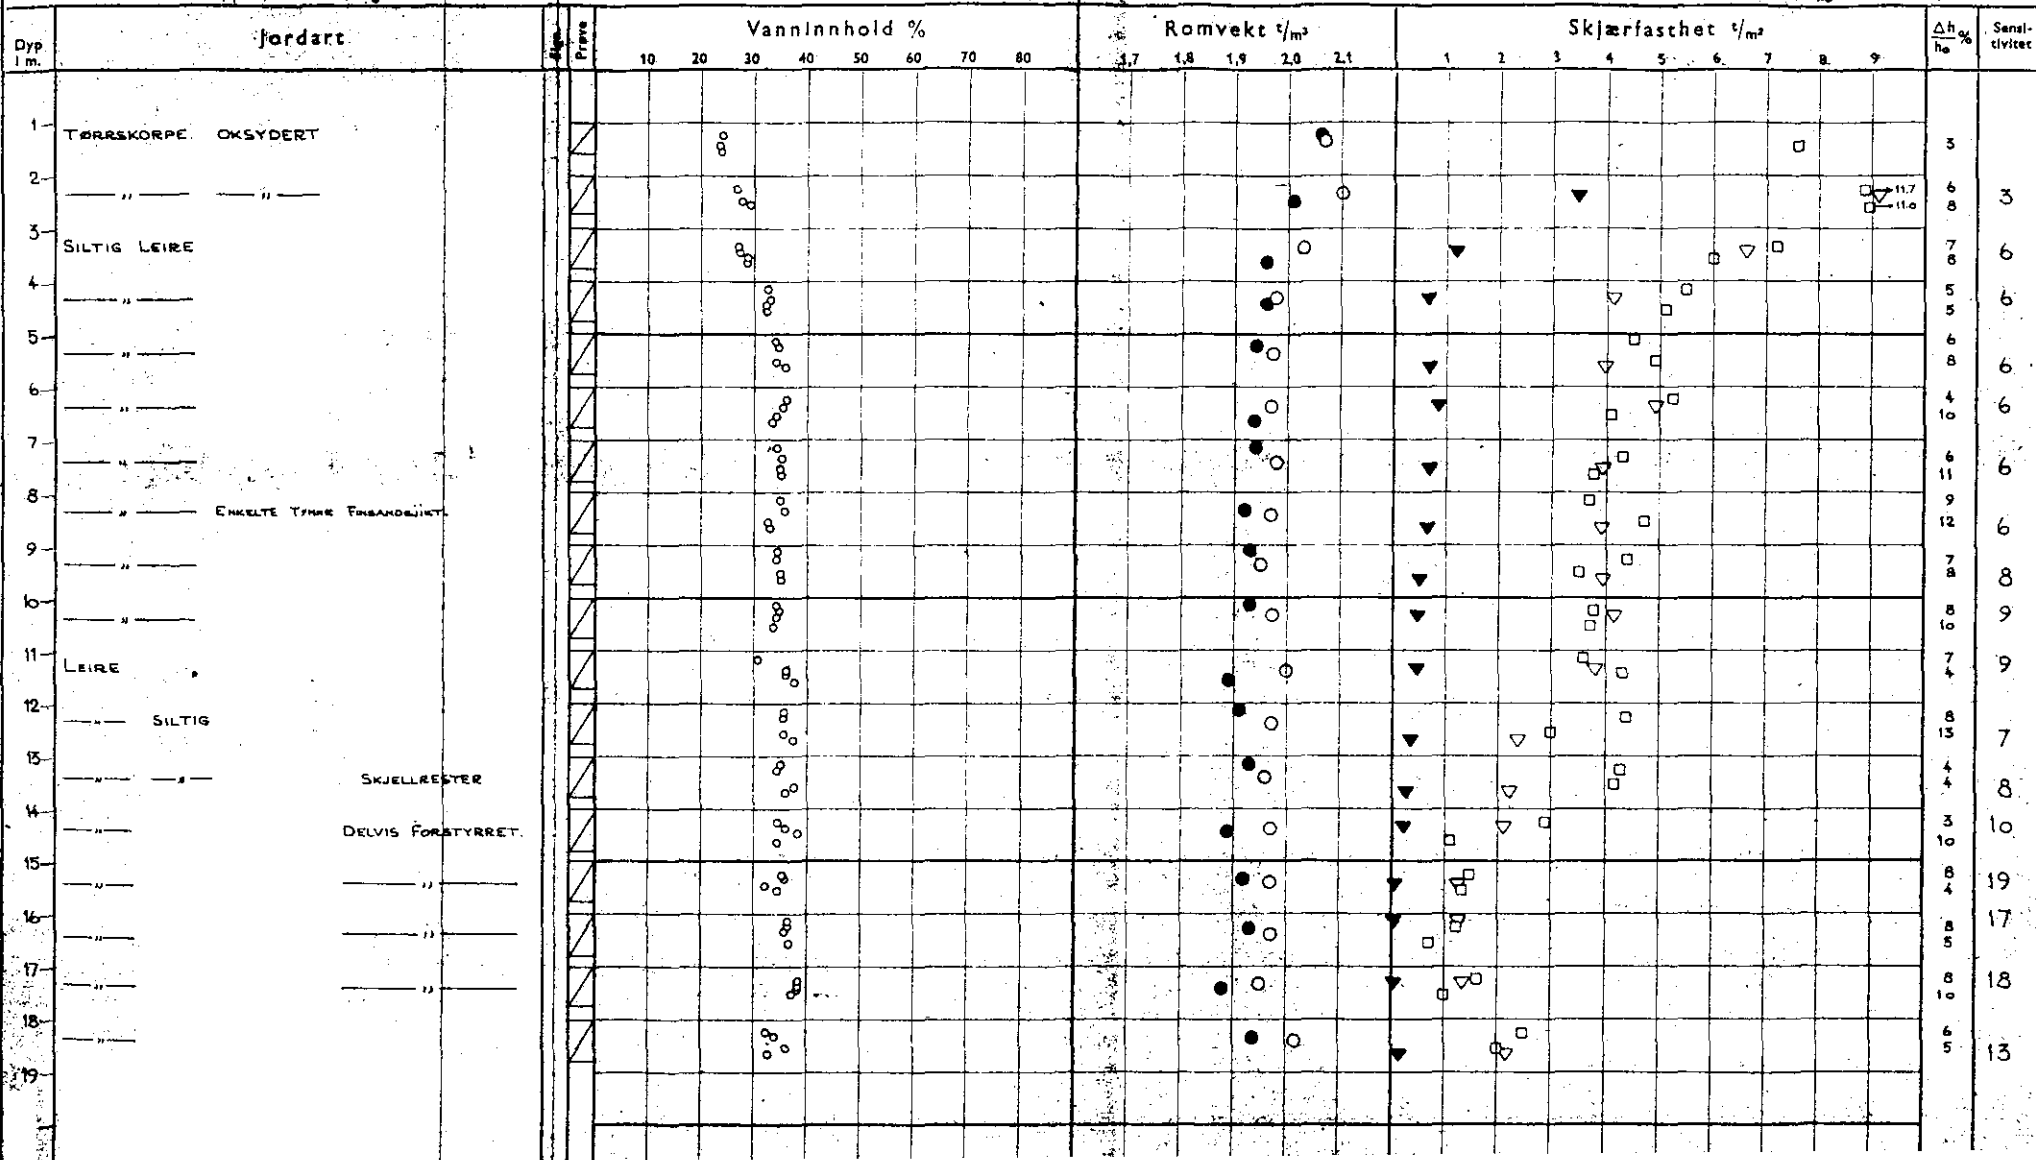 Dyp i m. Jordart Sign. Prøve Vanninnhold % Romvekt t/m³ Skjærfasthet t/m² Δh/h₀ % Sensitivitet
10 20 30 40 50 60 70 80 1,7 1,8 1,9 2,0 2,1 1 2 3 4 5 6 7 8 9
1
TØRRSKORPE. OKSYDERT 3
2
— " — — " — 11.7 6
11.0 8 3
3
SILTIG LEIRE 7 8 6
4
— " — 5 5 6
5
— " — 6 8 6
6
— " — 4 10 6
7
— " — 6 11 6
8
— " — ENKELTE TYNNE FINSANDSJIKT. 9 12 6
9
— " — 7 8 8
10
— " — 8 10 9
11
LEIRE 7 4 9
12
— " — SILTIG 8 13 7
13
— " — — " — SKJELLRESTER 4 4 8
14
— " — DELVIS FORSTYRRET. 3 10 10
15
— " — — " — 8 4 19
16
— " — — " — 8 5 17
17
— " — — " — 8 10 18
18
— " — 6 5 13
19